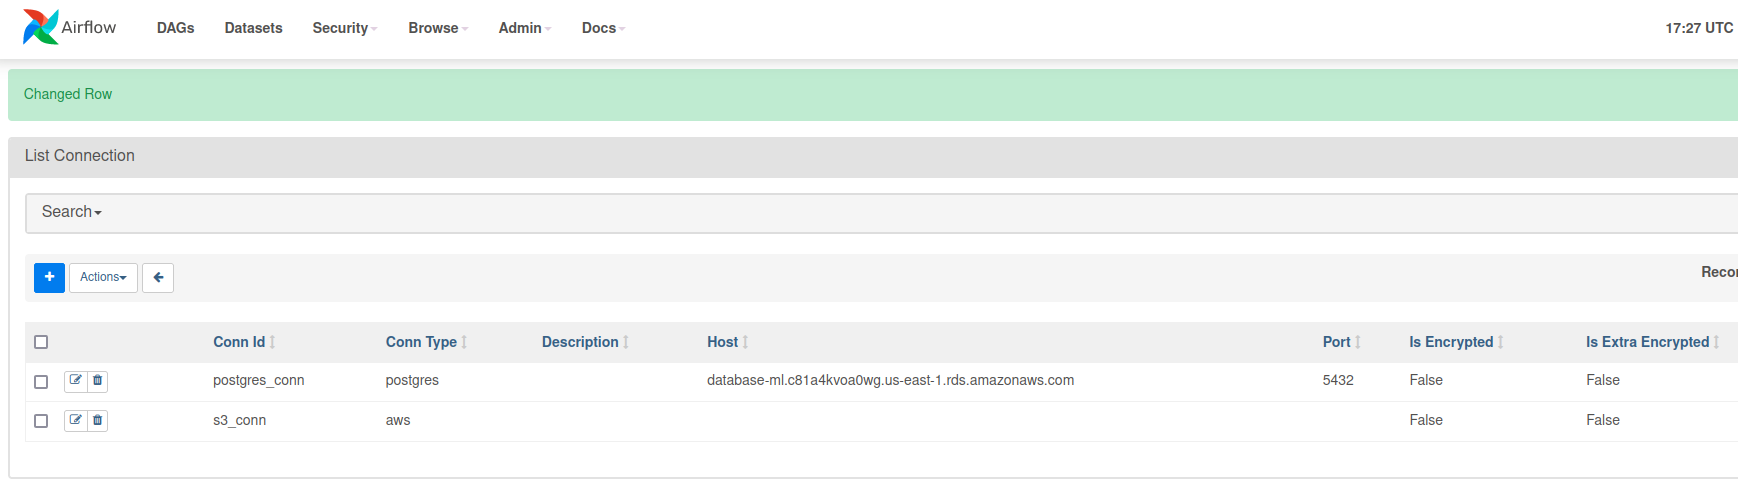 Airflow DAGs Datasets Security Browse Admin Docs 17:27 UTC
Changed Row
List Connection
Search
+ Actions
Conn Id Conn Type Description Host Port Is Encrypted Is Extra Encrypted
postgres_conn postgres database-ml.c81a4kvoa0wg.us-east-1.rds.amazonaws.com 5432 False False
s3_conn aws False False